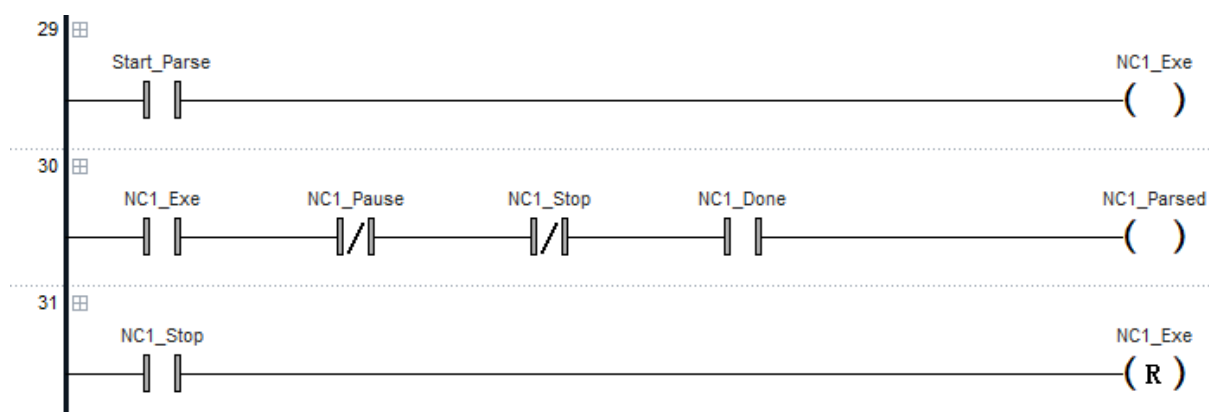 29
Start_Parse NC1_Exe
30
NC1_Exe NC1_Pause NC1_Stop NC1_Done NC1_Parsed
31
NC1_Stop NC1_Exe
R